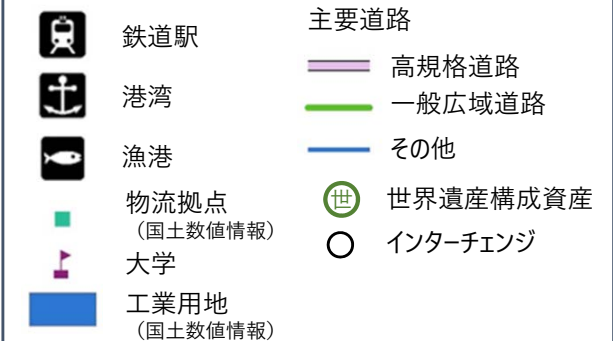 鉄道駅
港湾
漁港
物流拠点
（国土数値情報）
大学
工業用地
（国土数値情報）
主要道路
高規格道路
一般広域道路
その他
世 世界遺産構成資産
インターチェンジ